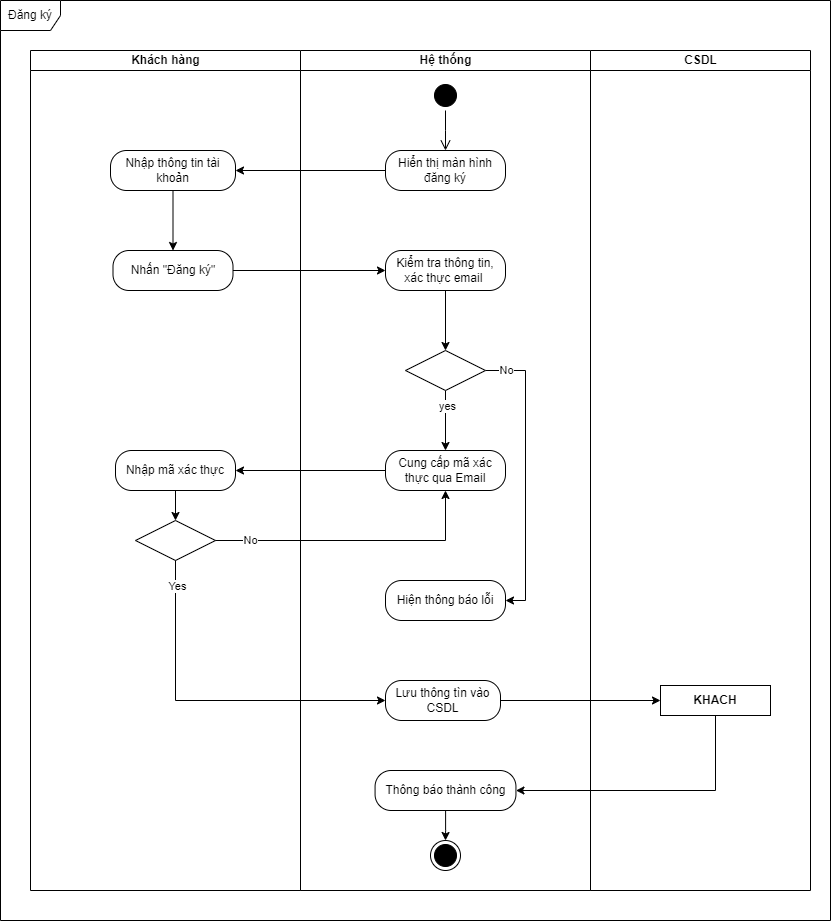 Đăng ký
Khách hàng
Hệ thống
CSDL
Nhập thông tin tài
khoản
Hiển thị màn hình
đăng ký
Nhấn "Đăng ký"
Kiểm tra thông tin,
xác thực email
No
yes
Nhập mã xác thực
Cung cấp mã xác
thực qua Email
No
Yes
Hiện thông báo lỗi
Lưu thông tin vào
CSDL
KHACH
Thông báo thành công